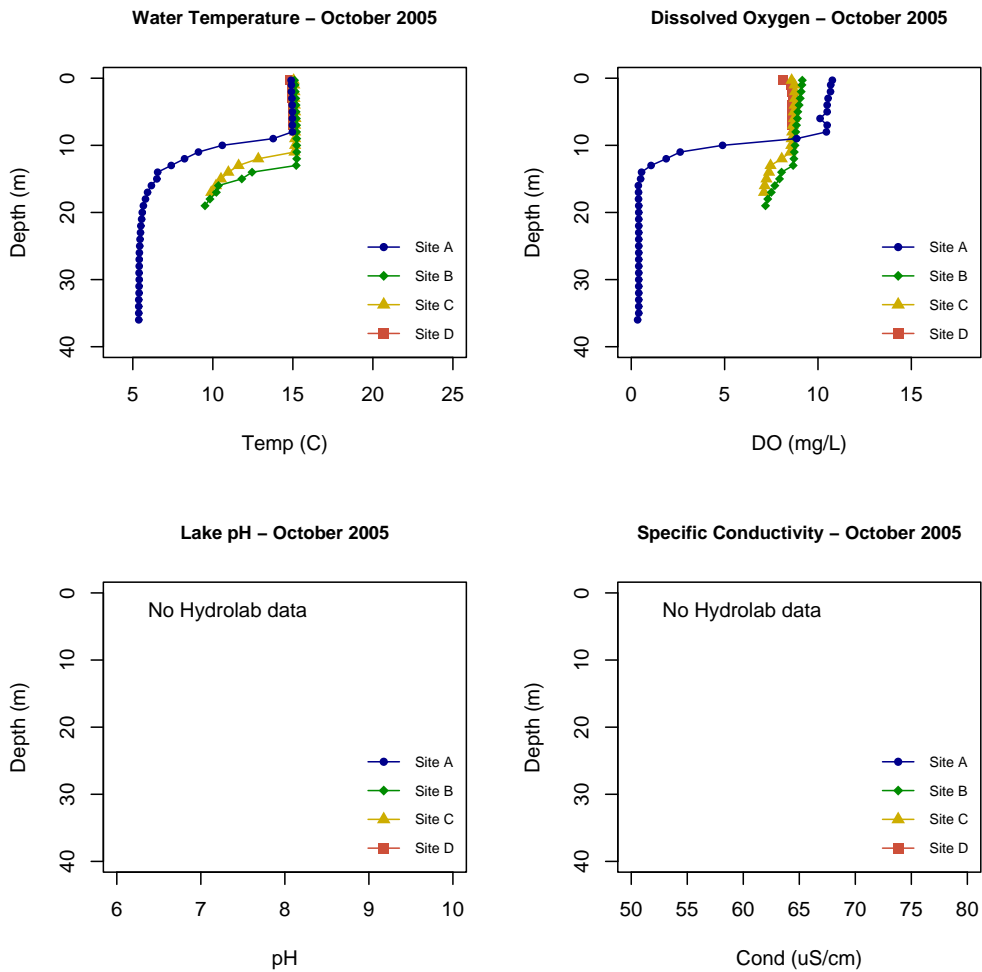 Water Temperature – October 2005
0
10
20
30
40
Depth (m)
Site A
Site B
Site C
Site D
5
10
15
20
25
Temp (C)
Dissolved Oxygen – October 2005
0
10
20
30
40
Depth (m)
Site A
Site B
Site C
Site D
0
5
10
15
DO (mg/L)
Lake pH – October 2005
No Hydrolab data
0
10
20
30
40
Depth (m)
Site A
Site B
Site C
Site D
6
7
8
9
10
pH
Specific Conductivity – October 2005
No Hydrolab data
0
10
20
30
40
Depth (m)
Site A
Site B
Site C
Site D
50
55
60
65
70
75
80
Cond (uS/cm)